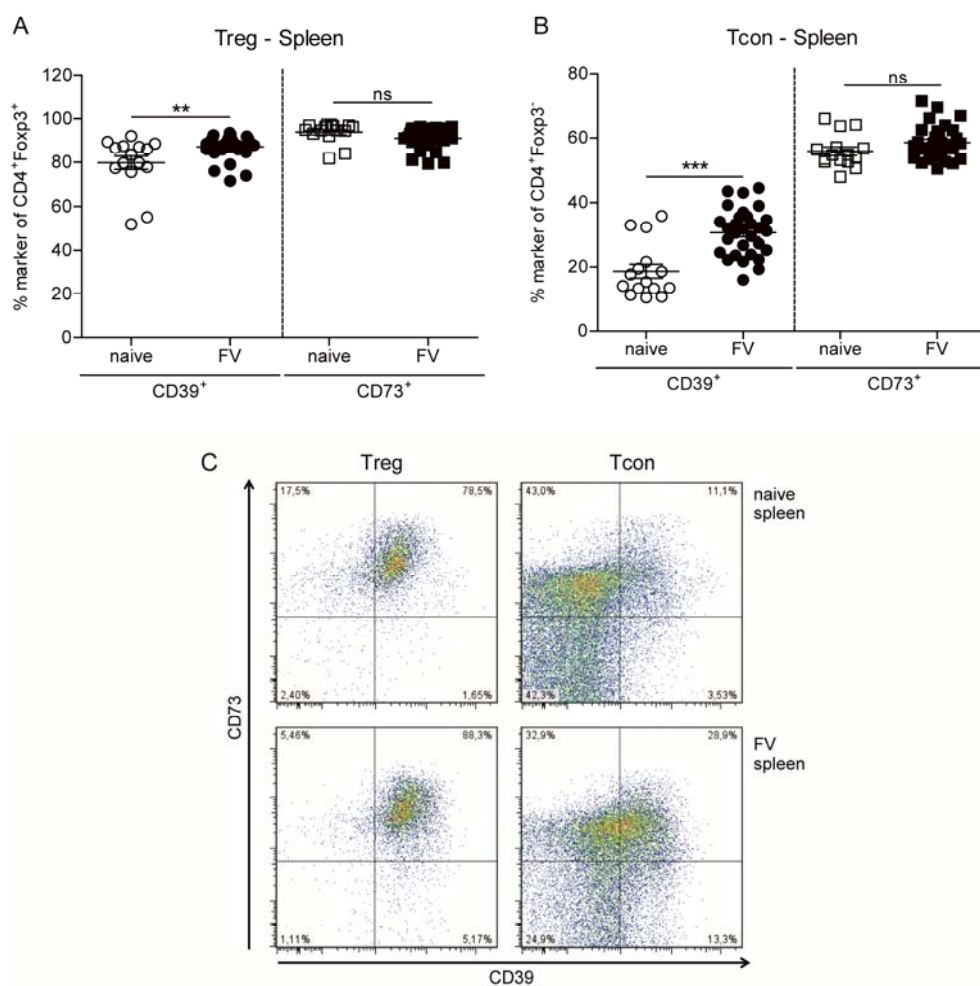 A
Treg - Spleen
% marker of CD4⁺Foxp3⁺
120
100
80
60
40
20
0
**
ns
naive FV naive FV
CD39⁺ CD73⁺
B
Tcon - Spleen
% marker of CD4⁺Foxp3⁻
80
60
40
20
0
***
ns
naive FV naive FV
CD39⁺ CD73⁺
C
Treg Tcon
17,5% 78,5% 43,0% 11,1%
naive
spleen
2,40% 1,65% 42,3% 3,53%
5,46% 88,3% 32,9% 28,9%
FV
spleen
1,11% 5,17% 24,9% 13,3%
CD73
CD39